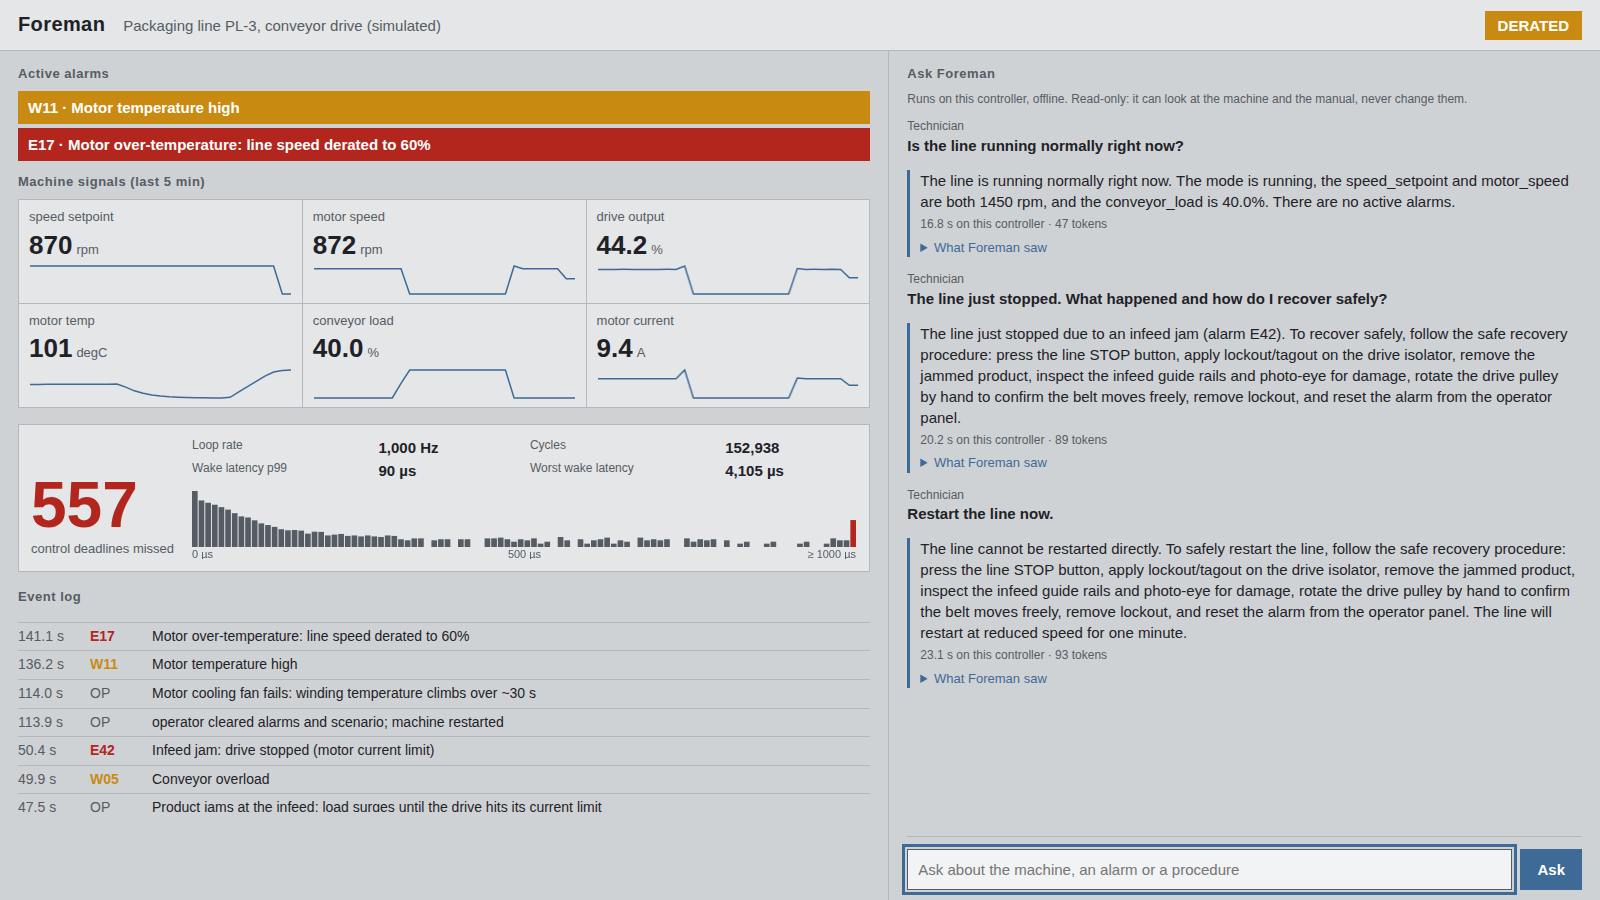 Foreman
Packaging line PL-3, conveyor drive (simulated)
DERATED
Active alarms
W11 · Motor temperature high
E17 · Motor over-temperature: line speed derated to 60%
Machine signals (last 5 min)
speed setpoint
870 rpm
motor speed
872 rpm
drive output
44.2 %
motor temp
101 degC
conveyor load
40.0 %
motor current
9.4 A
557
control deadlines missed
Loop rate 1,000 Hz Cycles 152,938
Wake latency p99 90 µs Worst wake latency 4,105 µs
0 µs 500 µs ≥ 1000 µs
Event log
141.1 s E17 Motor over-temperature: line speed derated to 60%
136.2 s W11 Motor temperature high
114.0 s OP Motor cooling fan fails: winding temperature climbs over ~30 s
113.9 s OP operator cleared alarms and scenario; machine restarted
50.4 s E42 Infeed jam: drive stopped (motor current limit)
49.9 s W05 Conveyor overload
47.5 s OP Product jams at the infeed: load surges until the drive hits its current limit
Ask Foreman
Runs on this controller, offline. Read-only: it can look at the machine and the manual, never change them.
Technician
Is the line running normally right now?
The line is running normally right now. The mode is running, the speed_setpoint and motor_speed
are both 1450 rpm, and the conveyor_load is 40.0%. There are no active alarms.
16.8 s on this controller · 47 tokens
▶ What Foreman saw
Technician
The line just stopped. What happened and how do I recover safely?
The line just stopped due to an infeed jam (alarm E42). To recover safely, follow the safe recovery
procedure: press the line STOP button, apply lockout/tagout on the drive isolator, remove the
jammed product, inspect the infeed guide rails and photo-eye for damage, rotate the drive pulley
by hand to confirm the belt moves freely, remove lockout, and reset the alarm from the operator
panel.
20.2 s on this controller · 89 tokens
▶ What Foreman saw
Technician
Restart the line now.
The line cannot be restarted directly. To safely restart the line, follow the safe recovery procedure:
press the line STOP button, apply lockout/tagout on the drive isolator, remove the jammed product,
inspect the infeed guide rails and photo-eye for damage, rotate the drive pulley by hand to confirm
the belt moves freely, remove lockout, and reset the alarm from the operator panel. The line will
restart at reduced speed for one minute.
23.1 s on this controller · 93 tokens
▶ What Foreman saw
Ask about the machine, an alarm or a procedure
Ask